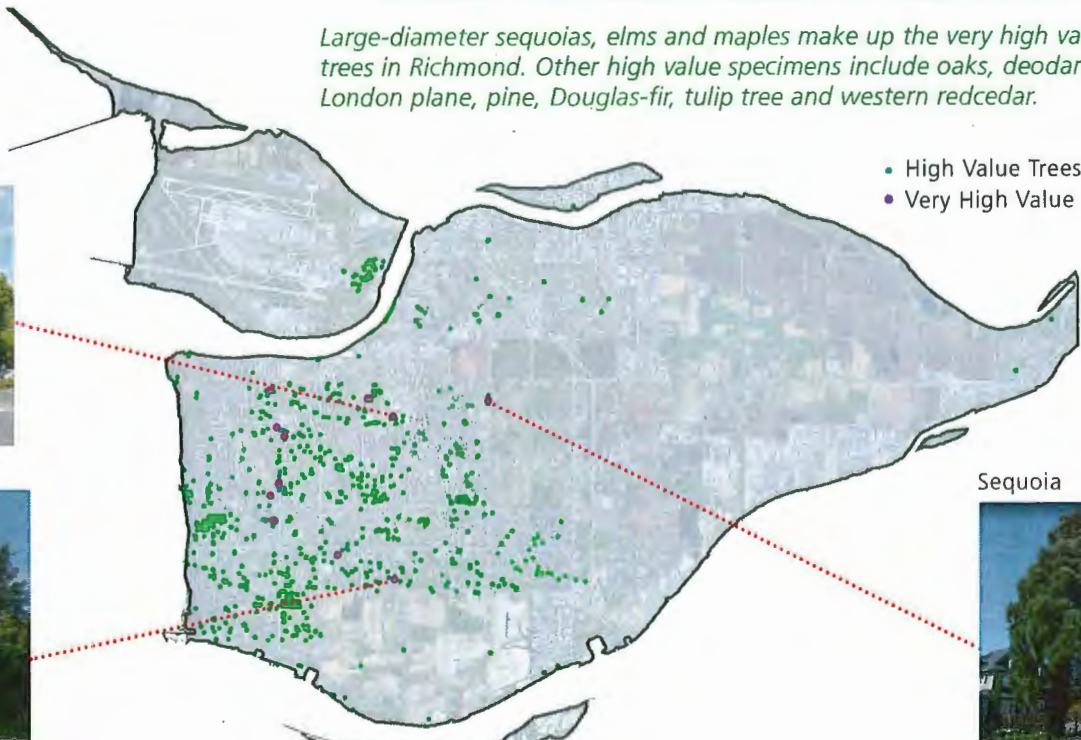 Large-diameter sequoias, elms and maples make up the very high va
trees in Richmond. Other high value specimens include oaks, deodar
London plane, pine, Douglas-fir, tulip tree and western redcedar.
High Value Trees
Very High Value
Sequoia